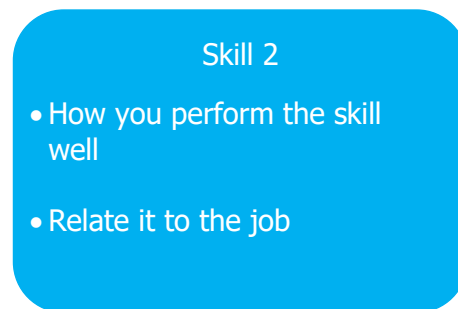 Skill 2
• How you perform the skill
well
• Relate it to the job